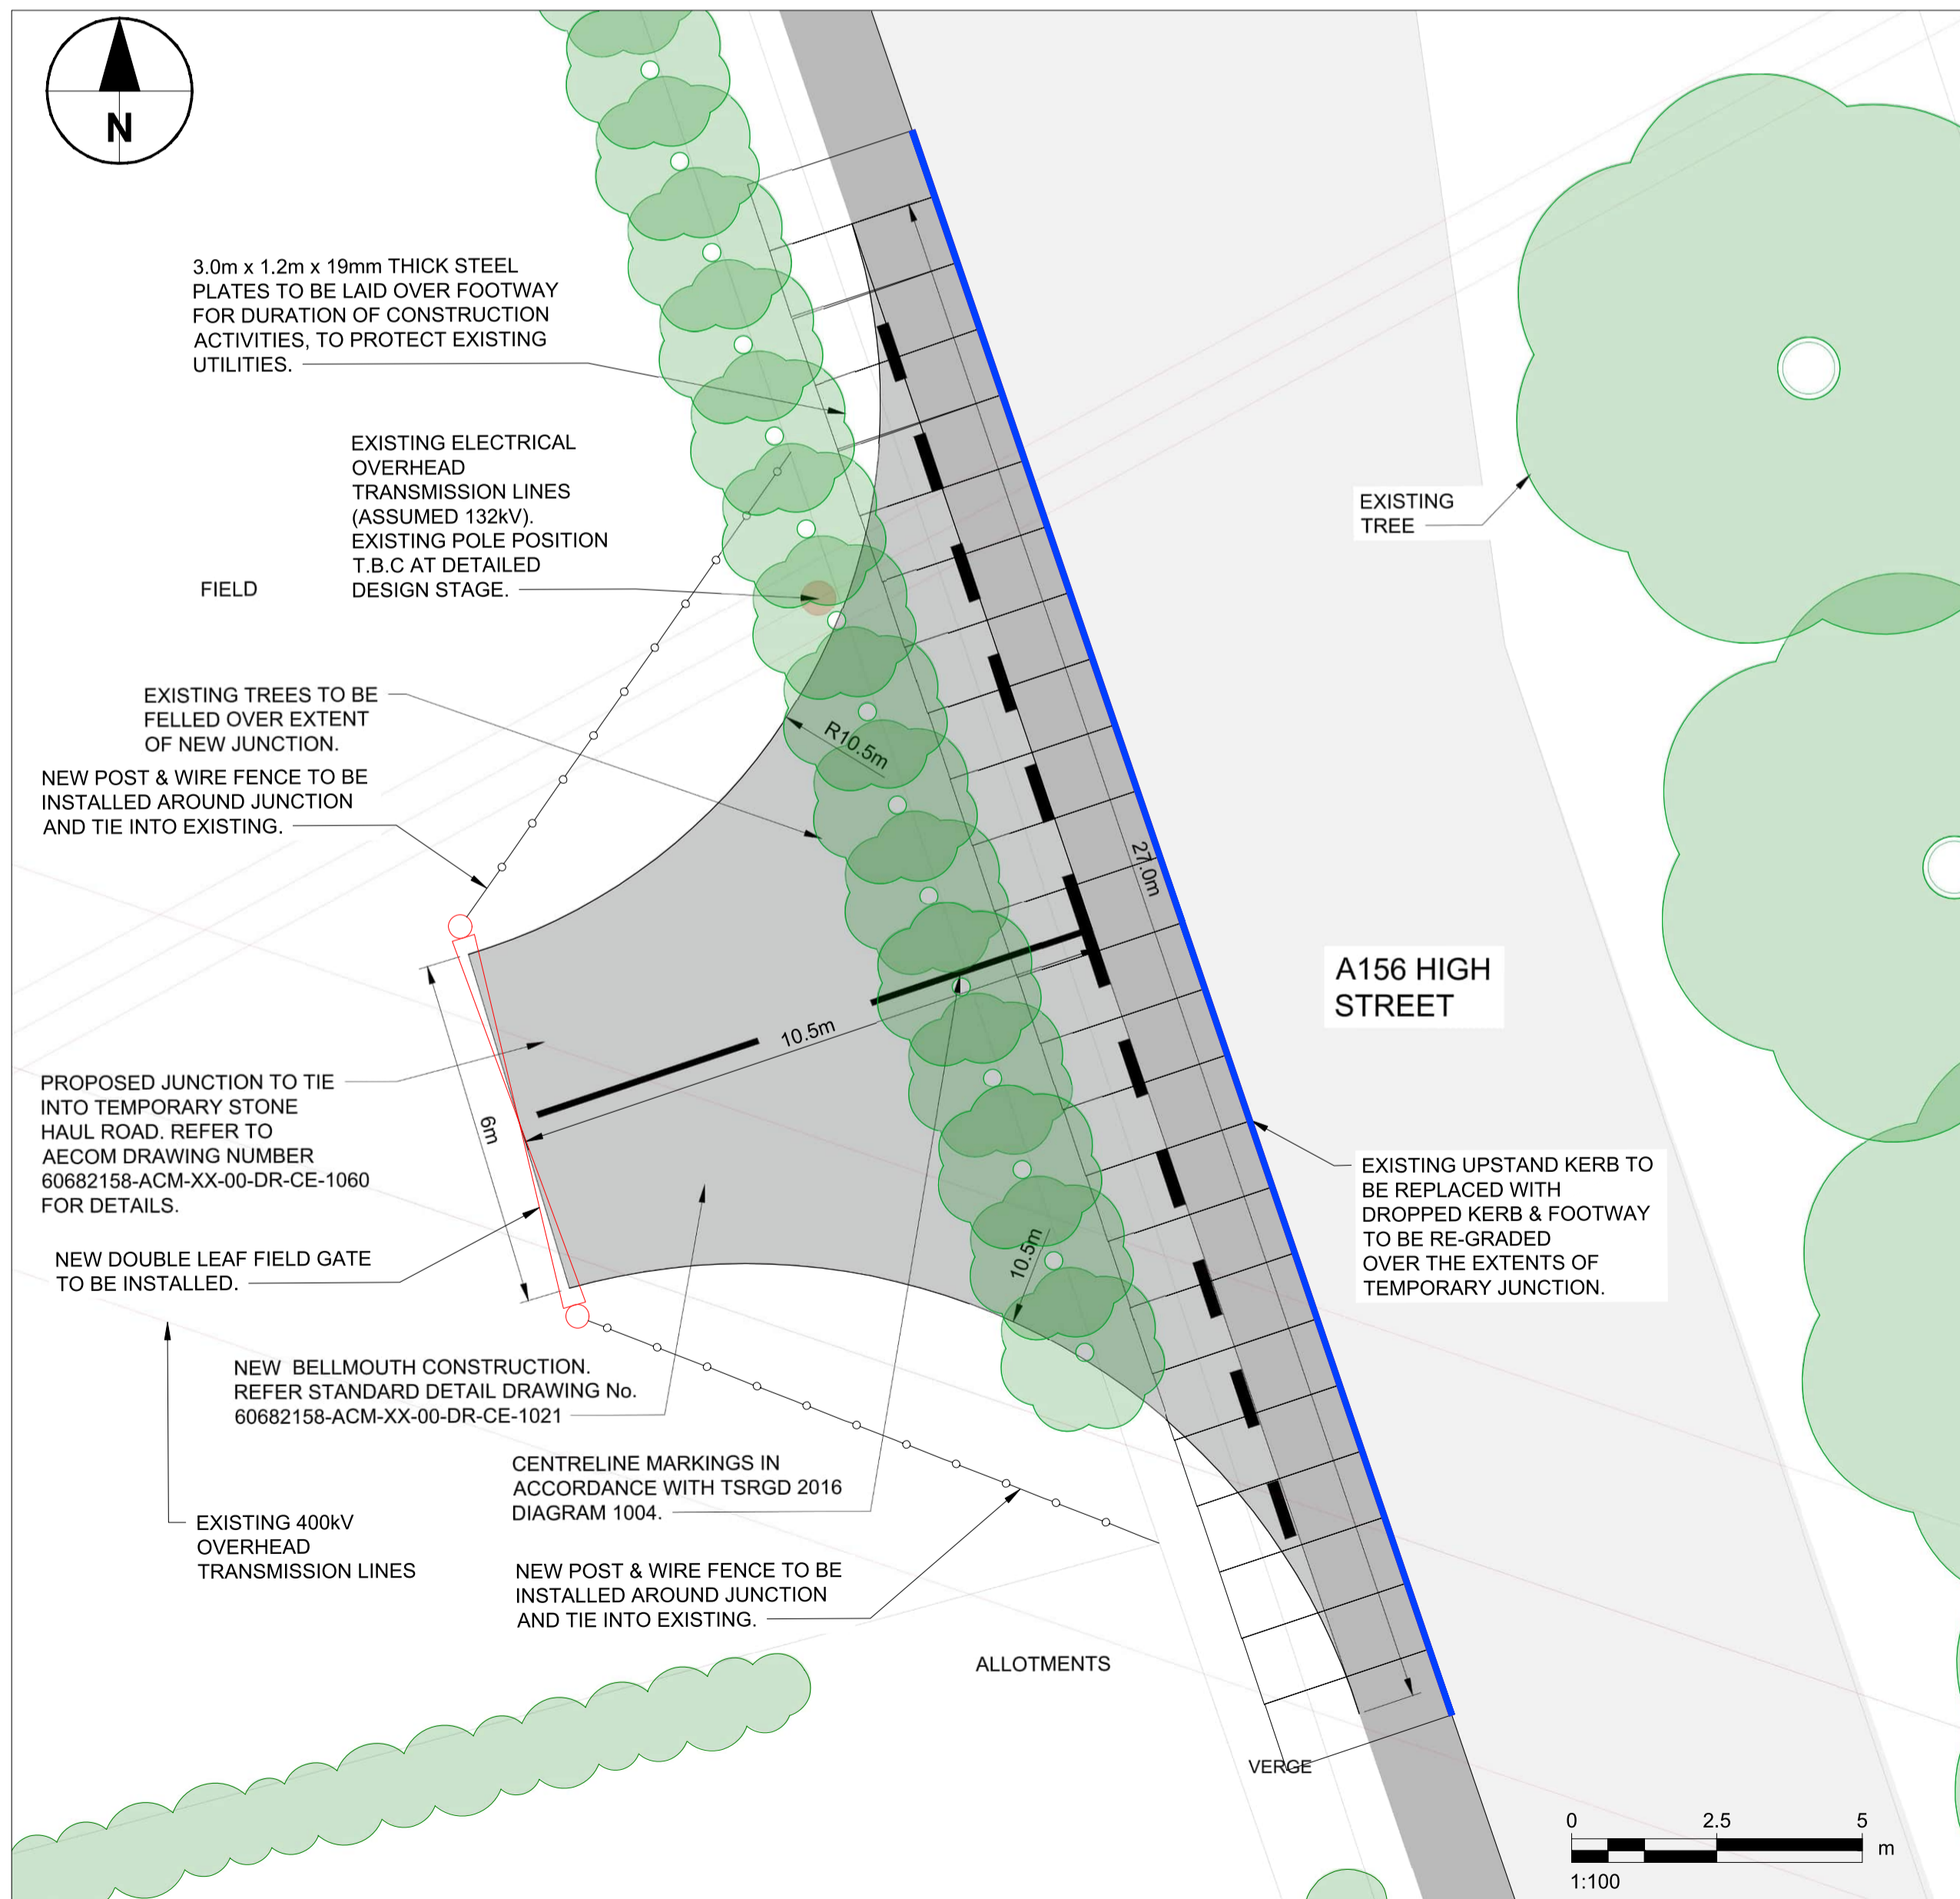 N
3.0m x 1.2m x 19mm THICK STEEL
PLATES TO BE LAID OVER FOOTWAY
FOR DURATION OF CONSTRUCTION
ACTIVITIES, TO PROTECT EXISTING
UTILITIES.
EXISTING ELECTRICAL
OVERHEAD
TRANSMISSION LINES
(ASSUMED 132kV).
EXISTING POLE POSITION
T.B.C AT DETAILED
DESIGN STAGE.
FIELD
EXISTING
TREE
EXISTING TREES TO BE
FELLED OVER EXTENT
OF NEW JUNCTION.
R10.5m
NEW POST & WIRE FENCE TO BE
INSTALLED AROUND JUNCTION
AND TIE INTO EXISTING.
27.0m
A156 HIGH
STREET
10.5m
PROPOSED JUNCTION TO TIE
INTO TEMPORARY STONE
HAUL ROAD. REFER TO
AECOM DRAWING NUMBER
60682158-ACM-XX-00-DR-CE-1060
FOR DETAILS.
6m
EXISTING UPSTAND KERB TO
BE REPLACED WITH
DROPPED KERB & FOOTWAY
TO BE RE-GRADED
OVER THE EXTENTS OF
TEMPORARY JUNCTION.
NEW DOUBLE LEAF FIELD GATE
TO BE INSTALLED.
10.5m
NEW BELLMOUTH CONSTRUCTION.
REFER STANDARD DETAIL DRAWING No.
60682158-ACM-XX-00-DR-CE-1021
CENTRELINE MARKINGS IN
ACCORDANCE WITH TSRGD 2016
DIAGRAM 1004.
EXISTING 400kV
OVERHEAD
TRANSMISSION LINES
NEW POST & WIRE FENCE TO BE
INSTALLED AROUND JUNCTION
AND TIE INTO EXISTING.
ALLOTMENTS
VERGE
0 2.5 5
m
1:100